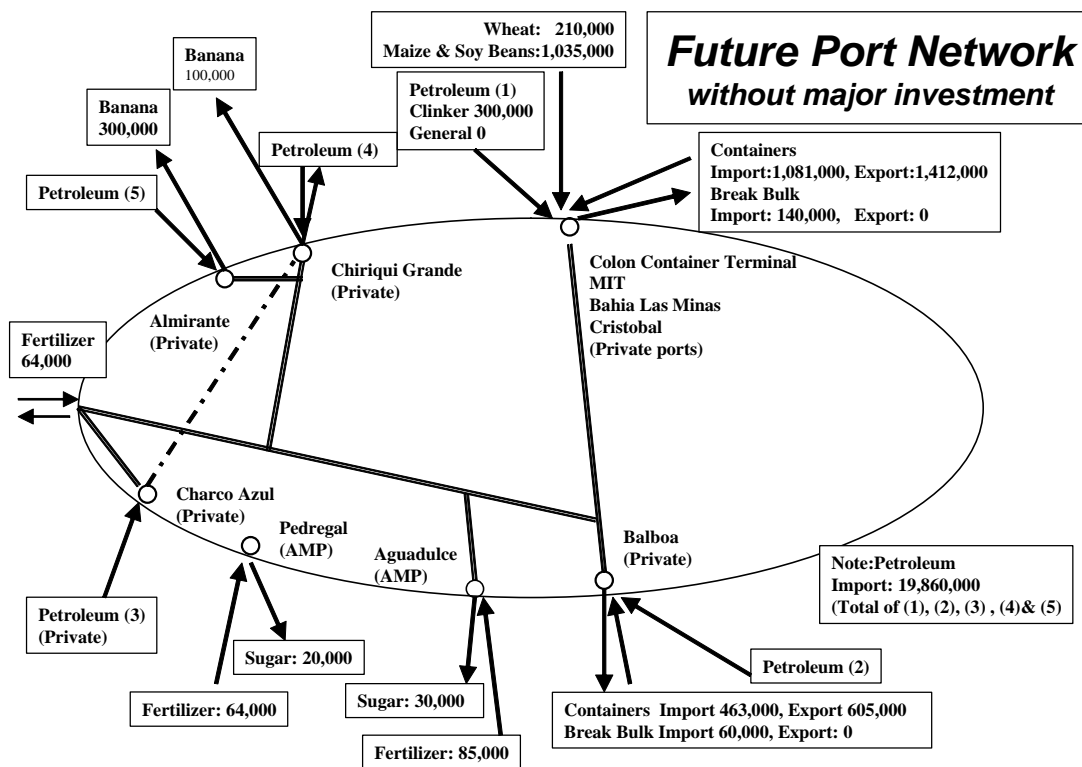 Future Port Network
without major investment
Wheat: 210,000
Maize & Soy Beans:1,035,000
Banana
100,000
Petroleum (1)
Clinker 300,000
General 0
Banana
300,000
Petroleum (4)
Containers
Import:1,081,000, Export:1,412,000
Break Bulk
Import: 140,000, Export: 0
Petroleum (5)
Chiriqui Grande
(Private)
Colon Container Terminal
MIT
Bahia Las Minas
Cristobal
(Private ports)
Almirante
(Private)
Fertilizer
64,000
Charco Azul
(Private)
Pedregal
(AMP)
Aguadulce
(AMP)
Balboa
(Private)
Note:Petroleum
Import: 19,860,000
(Total of (1), (2), (3) , (4)& (5)
Petroleum (3)
(Private)
Sugar: 20,000
Petroleum (2)
Fertilizer: 64,000
Sugar: 30,000
Containers Import 463,000, Export 605,000
Break Bulk Import 60,000, Export: 0
Fertilizer: 85,000